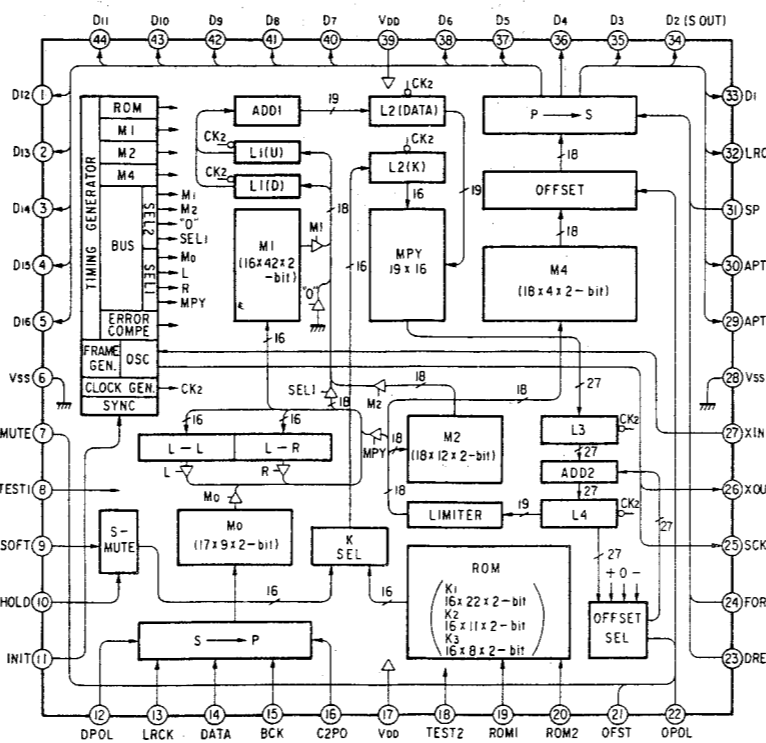 D11 D10 D9 D8 D7 VDD D6 D5 D4 D3 D2 (S OUT)
44 43 42 41 40 39 38 37 36 35 34
D12 1
D13 2
D14 3
D15 4
D16 5
VSS 6
MUTE 7
TEST1 8
SOFT 9
HOLD 10
INIT 11
TIMING GENERATOR
ROM
M1
M2
M4
BUS
SEL2
SEL1
M1
M2
"0"
SEL1
M0
L
R
MPY
ERROR COMPE
FRAME GEN.
OSC
CLOCK GEN.
CK2
SYNC
ADD1
19
CK2
L1(U)
CK2
L1(D)
M1
(16×42×2
-bit)
M1
18
"0"
16
CK2
L2(DATA)
CK2
L2(K)
16
19
MPY
19×16
16
P → S
18
OFFSET
18
M4
(18×4×2-bit)
SEL1
18
M2
18
18
27
16
16
L-L
L-R
L
R
MPY
18
M2
(18×12×2-bit)
L3
CK2
27
ADD2
27
L4
CK2
18
LIMITER
19
27
27
M0
M0
(17×9×2-bit)
S-
MUTE
16
K
SEL
16
ROM
K1
16×22×2-bit
K2
16×11×2-bit
K3
16×8×2-bit
+ 0 -
OFFSET
SEL
S → P
33 D1
32 LRC
31 SP
30 APT
29 APT
28 VSS
27 XIN
26 XOU
25 SCK
24 FOR
23 DRE
12 13 14 15 16 17 18 19 20 21 22
DPOL LRCK DATA BCK C2PO VDD TEST2 ROM1 ROM2 OFST OPOL